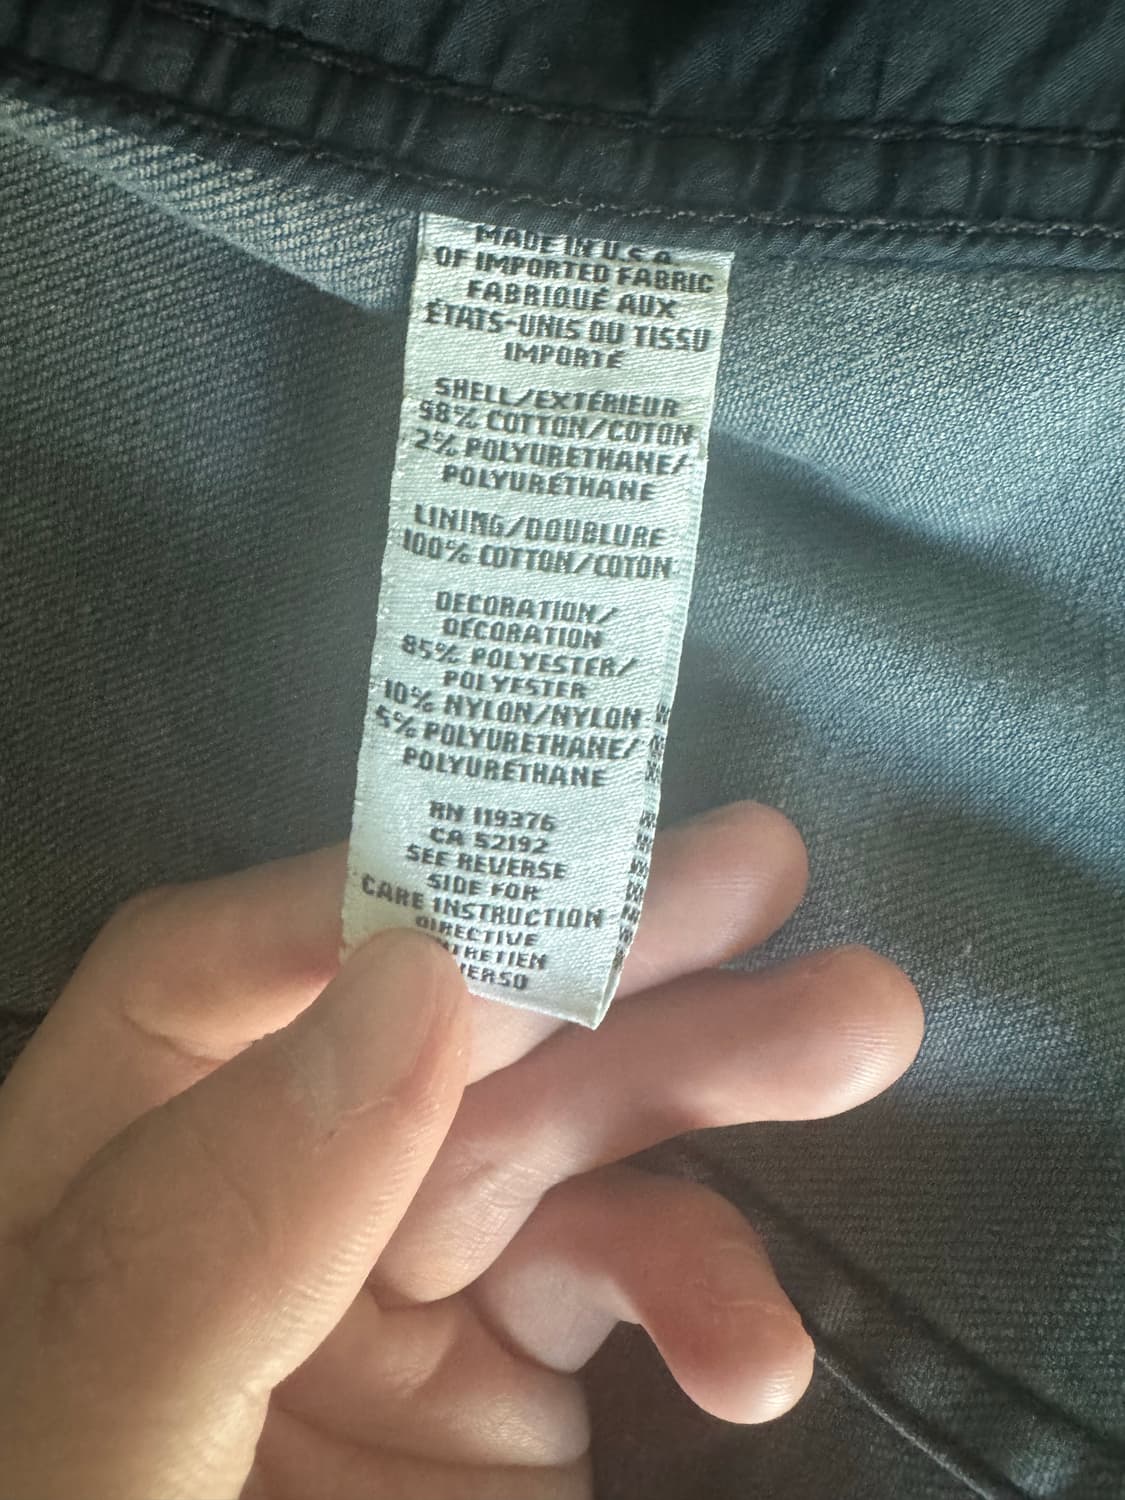 MADE IN U.S.A
OF IMPORTED FABRIC
FABRIQUÉ AUX
ÉTATS-UNIS DU TISSU
IMPORTÉ
SHELL/EXTÉRIEUR
98% COTTON/COTON
2% POLYURETHANE/
POLYURÉTHANE
LINING/DOUBLURE
100% COTTON/COTON
DECORATION/
DÉCORATION
85% POLYESTER/
POLYESTER
10% NYLON/NYLON
5% POLYURETHANE/
POLYURÉTHANE
RN 119376
CA 52192
SEE REVERSE
SIDE FOR
CARE INSTRUCTION
DIRECTIVE